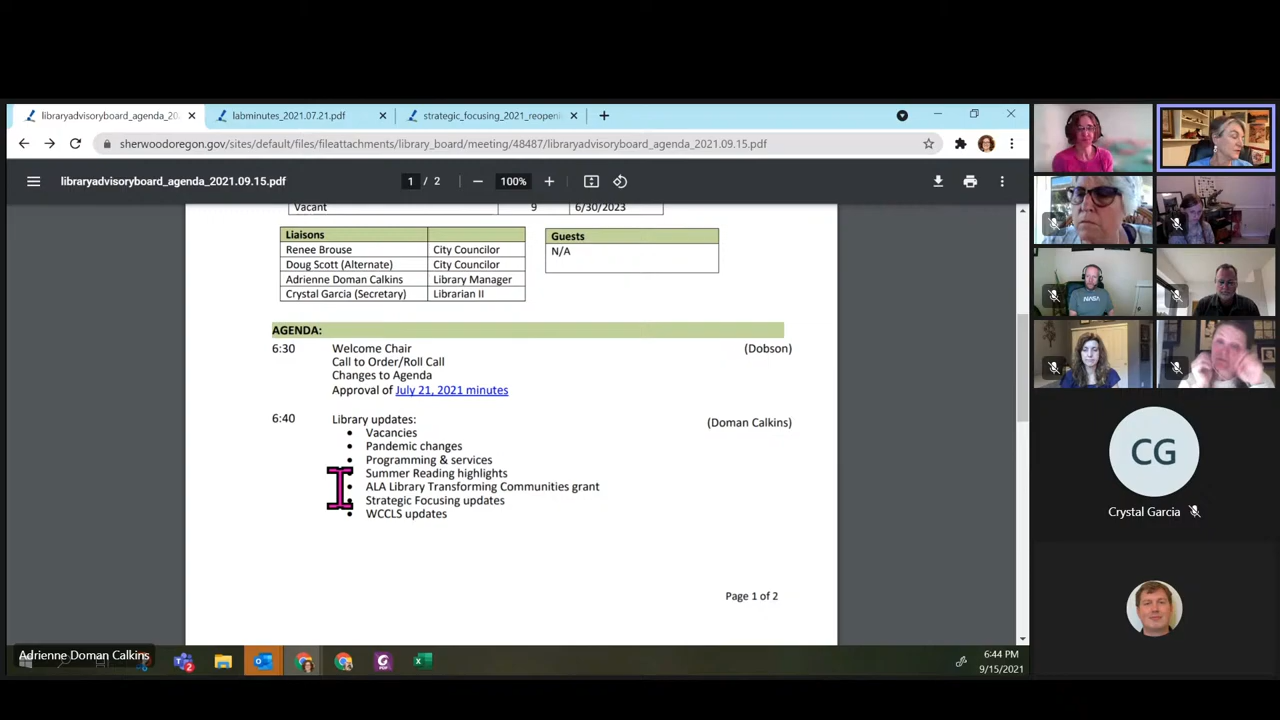 libraryadvisoryboard_agenda_20
labminutes_2021.07.21.pdf
strategic_focusing_2021_reopeni
sherwoodoregon.gov/sites/default/files/fileattachments/library_board/meeting/48487/libraryadvisoryboard_agenda_2021.09.15.pdf
libraryadvisoryboard_agenda_2021.09.15.pdf
1 / 2
100%
Vacant 9 6/30/2023
Liaisons
Renee Brouse City Councilor
Doug Scott (Alternate) City Councilor
Adrienne Doman Calkins Library Manager
Crystal Garcia (Secretary) Librarian II
Guests
N/A
AGENDA:
6:30 Welcome Chair (Dobson)
Call to Order/Roll Call
Changes to Agenda
Approval of July 21, 2021 minutes
6:40 Library updates: (Doman Calkins)
• Vacancies
• Pandemic changes
• Programming & services
• Summer Reading highlights
• ALA Library Transforming Communities grant
• Strategic Focusing updates
• WCCLS updates
Page 1 of 2
NASA
CG
Crystal Garcia
Adrienne Doman Calkins
6:44 PM
9/15/2021